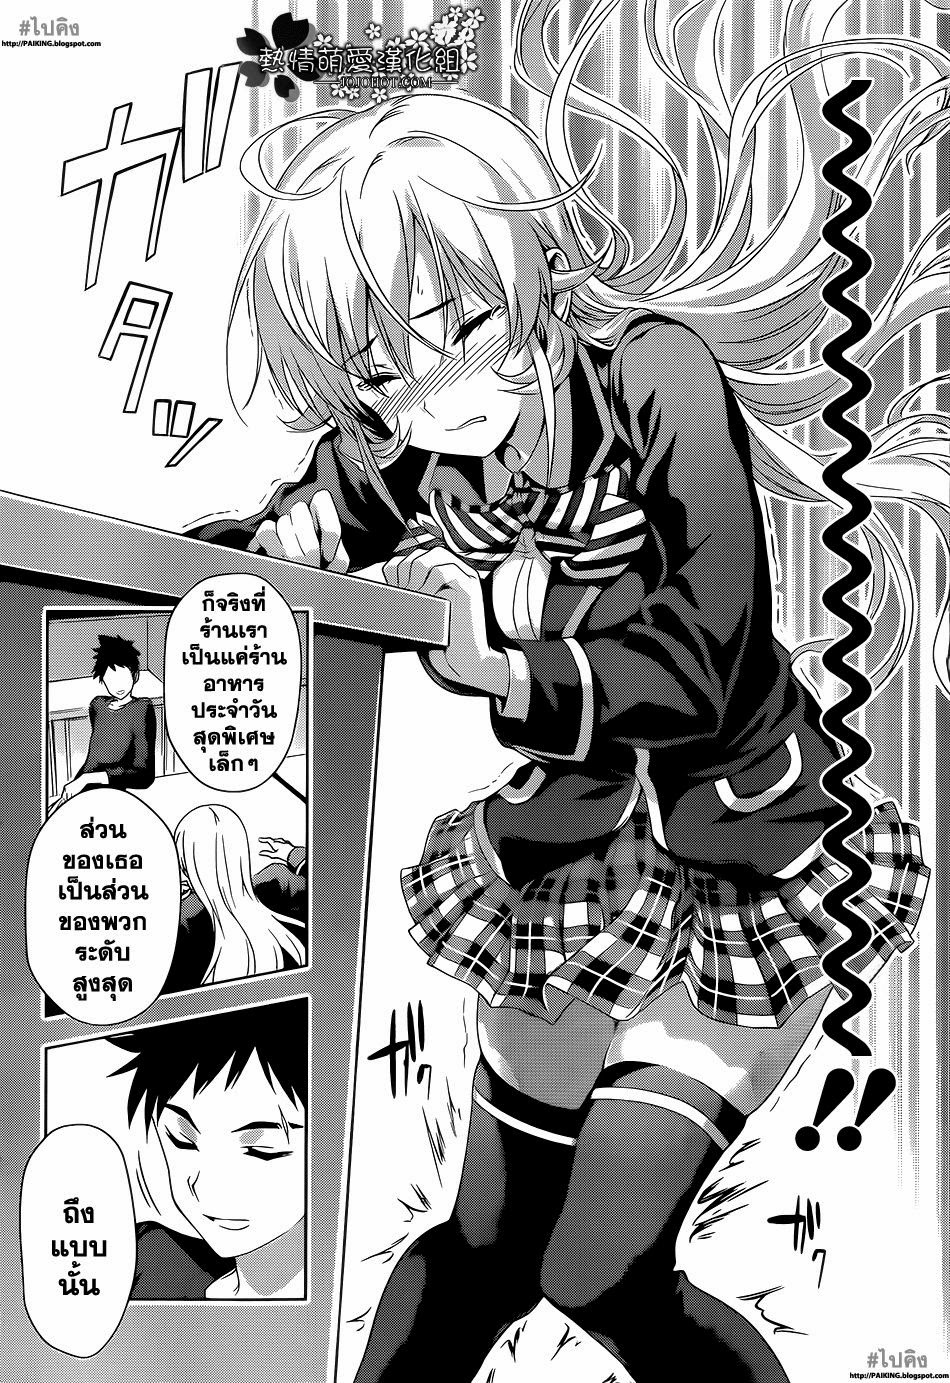 #ไปคิง
http://PAIKING.blogspot.com
熱情萌愛漢化組
JOJOHOT.COM
ガ
ガ
タ
ッ
ก็จริงที่
ร้านเรา
เป็นแค่ร้าน
อาหาร
ประจำวัน
สุดพิเศษ
เล็กๆ
ส่วน
ของเธอ
เป็นส่วน
ของพวก
ระดับ
สูงสุด
ガク
!!
ガク
ถึง
แบบ
นั้น
#ไปคิง
http://PAIKING.blogspot.com